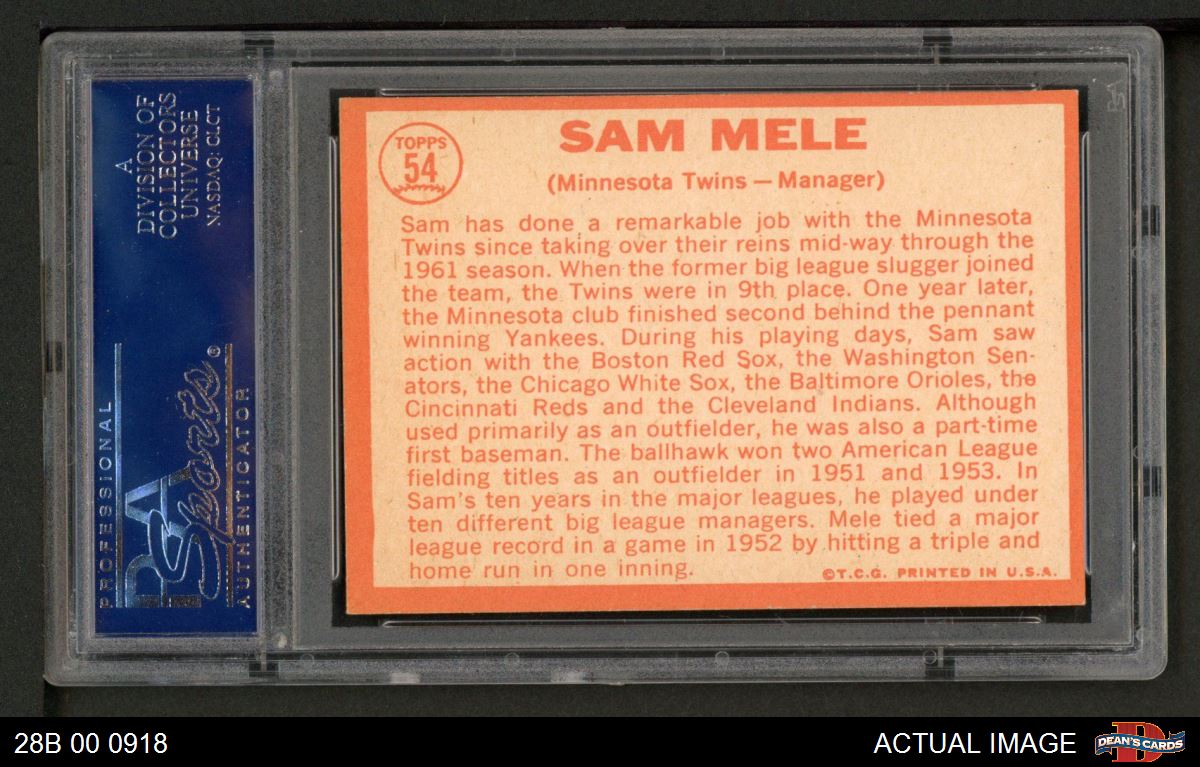 A
DIVISION OF
COLLECTORS
UNIVERSE
NASDAQ: CLCT
PROFESSIONAL
PSA
Sports®
AUTHENTICATOR
TOPPS
54
SAM MELE
(Minnesota Twins — Manager)
Sam has done a remarkable job with the Minnesota
Twins since taking over their reins mid-way through the
1961 season. When the former big league slugger joined
the team, the Twins were in 9th place. One year later,
the Minnesota club finished second behind the pennant
winning Yankees. During his playing days, Sam saw
action with the Boston Red Sox, the Washington Sen-
ators, the Chicago White Sox, the Baltimore Orioles, the
Cincinnati Reds and the Cleveland Indians. Although
used primarily as an outfielder, he was also a part-time
first baseman. The ballhawk won two American League
fielding titles as an outfielder in 1951 and 1953. In
Sam's ten years in the major leagues, he played under
ten different big league managers. Mele tied a major
league record in a game in 1952 by hitting a triple and
home run in one inning.
©T.C.G. PRINTED IN U.S.A.
28B 00 0918
ACTUAL IMAGE
D
DEAN'S CARDS